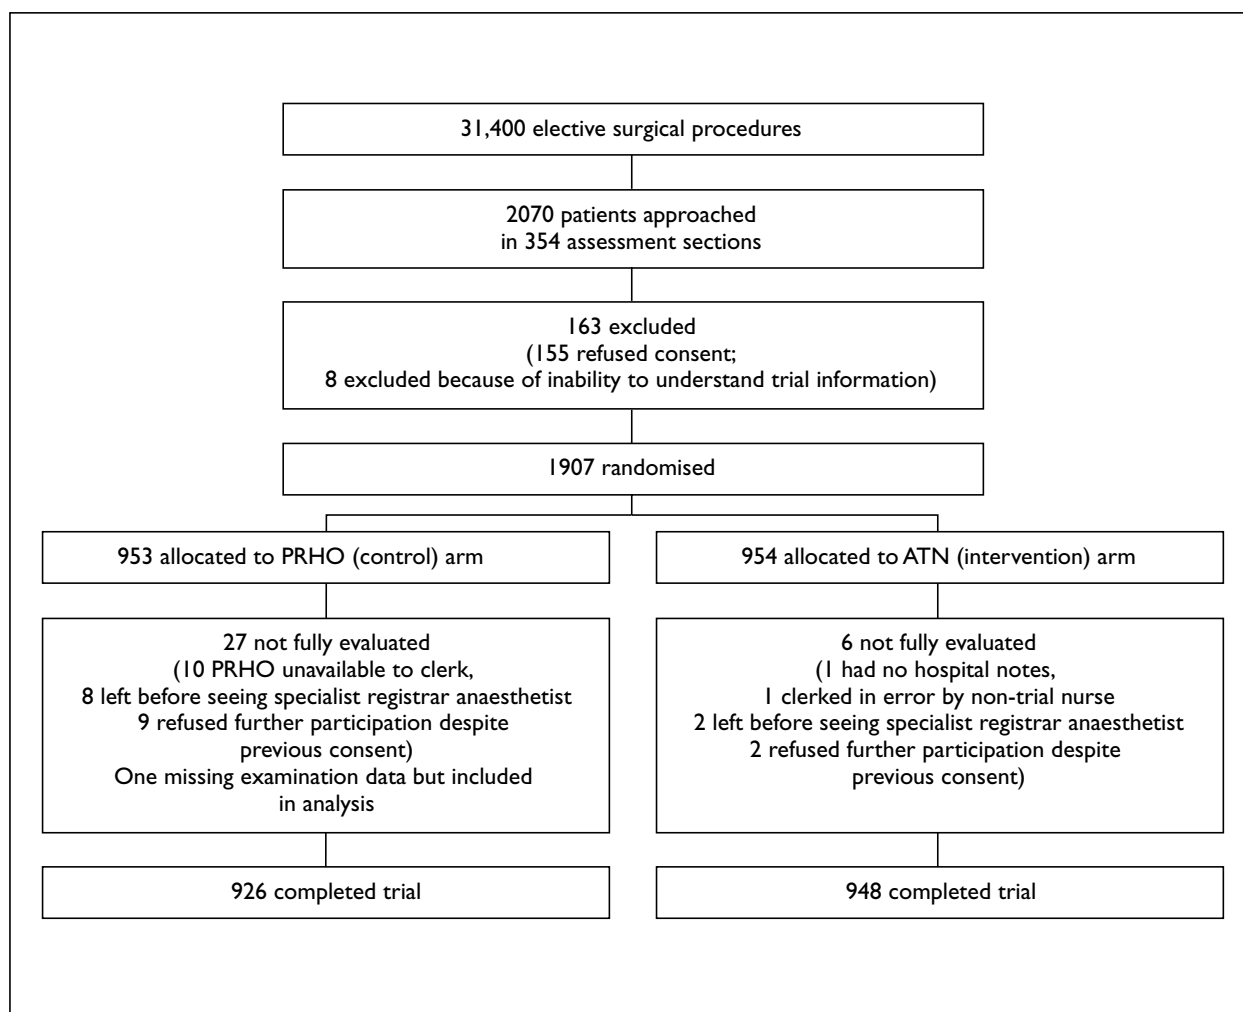 31,400 elective surgical procedures
2070 patients approached
in 354 assessment sections
163 excluded
(155 refused consent;
8 excluded because of inability to understand trial information)
1907 randomised
953 allocated to PRHO (control) arm
27 not fully evaluated
(10 PRHO unavailable to clerk,
8 left before seeing specialist registrar anaesthetist
9 refused further participation despite
previous consent)
One missing examination data but included
in analysis
926 completed trial
954 allocated to ATN (intervention) arm
6 not fully evaluated
(1 had no hospital notes,
1 clerked in error by non-trial nurse
2 left before seeing specialist registrar anaesthetist
2 refused further participation despite
previous consent)
948 completed trial